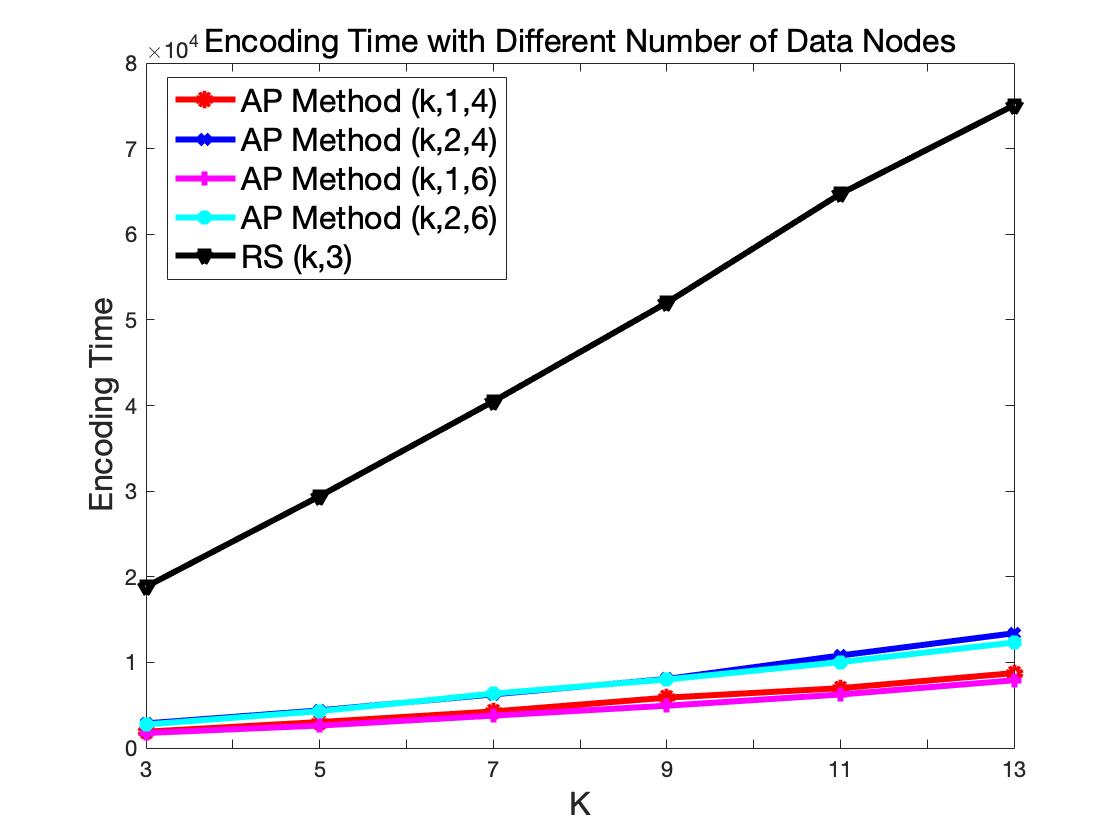 ×10⁴ Encoding Time with Different Number of Data Nodes
8
7
6
5
4
3
2
1
0
Encoding Time
AP Method (k,1,4)
AP Method (k,2,4)
AP Method (k,1,6)
AP Method (k,2,6)
RS (k,3)
3 5 7 9 11 13
K